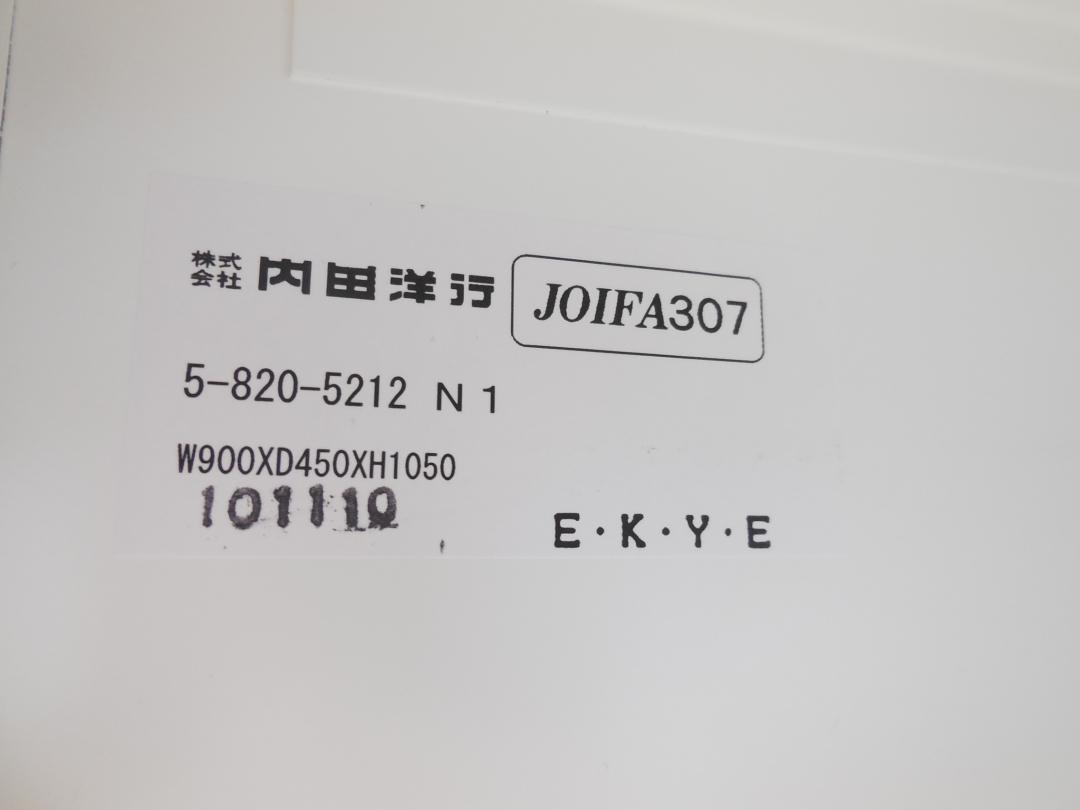 株式会社 内田洋行 JOIFA307
5-820-5212 N 1
W900XD450XH1050
101110
E・K・Y・E